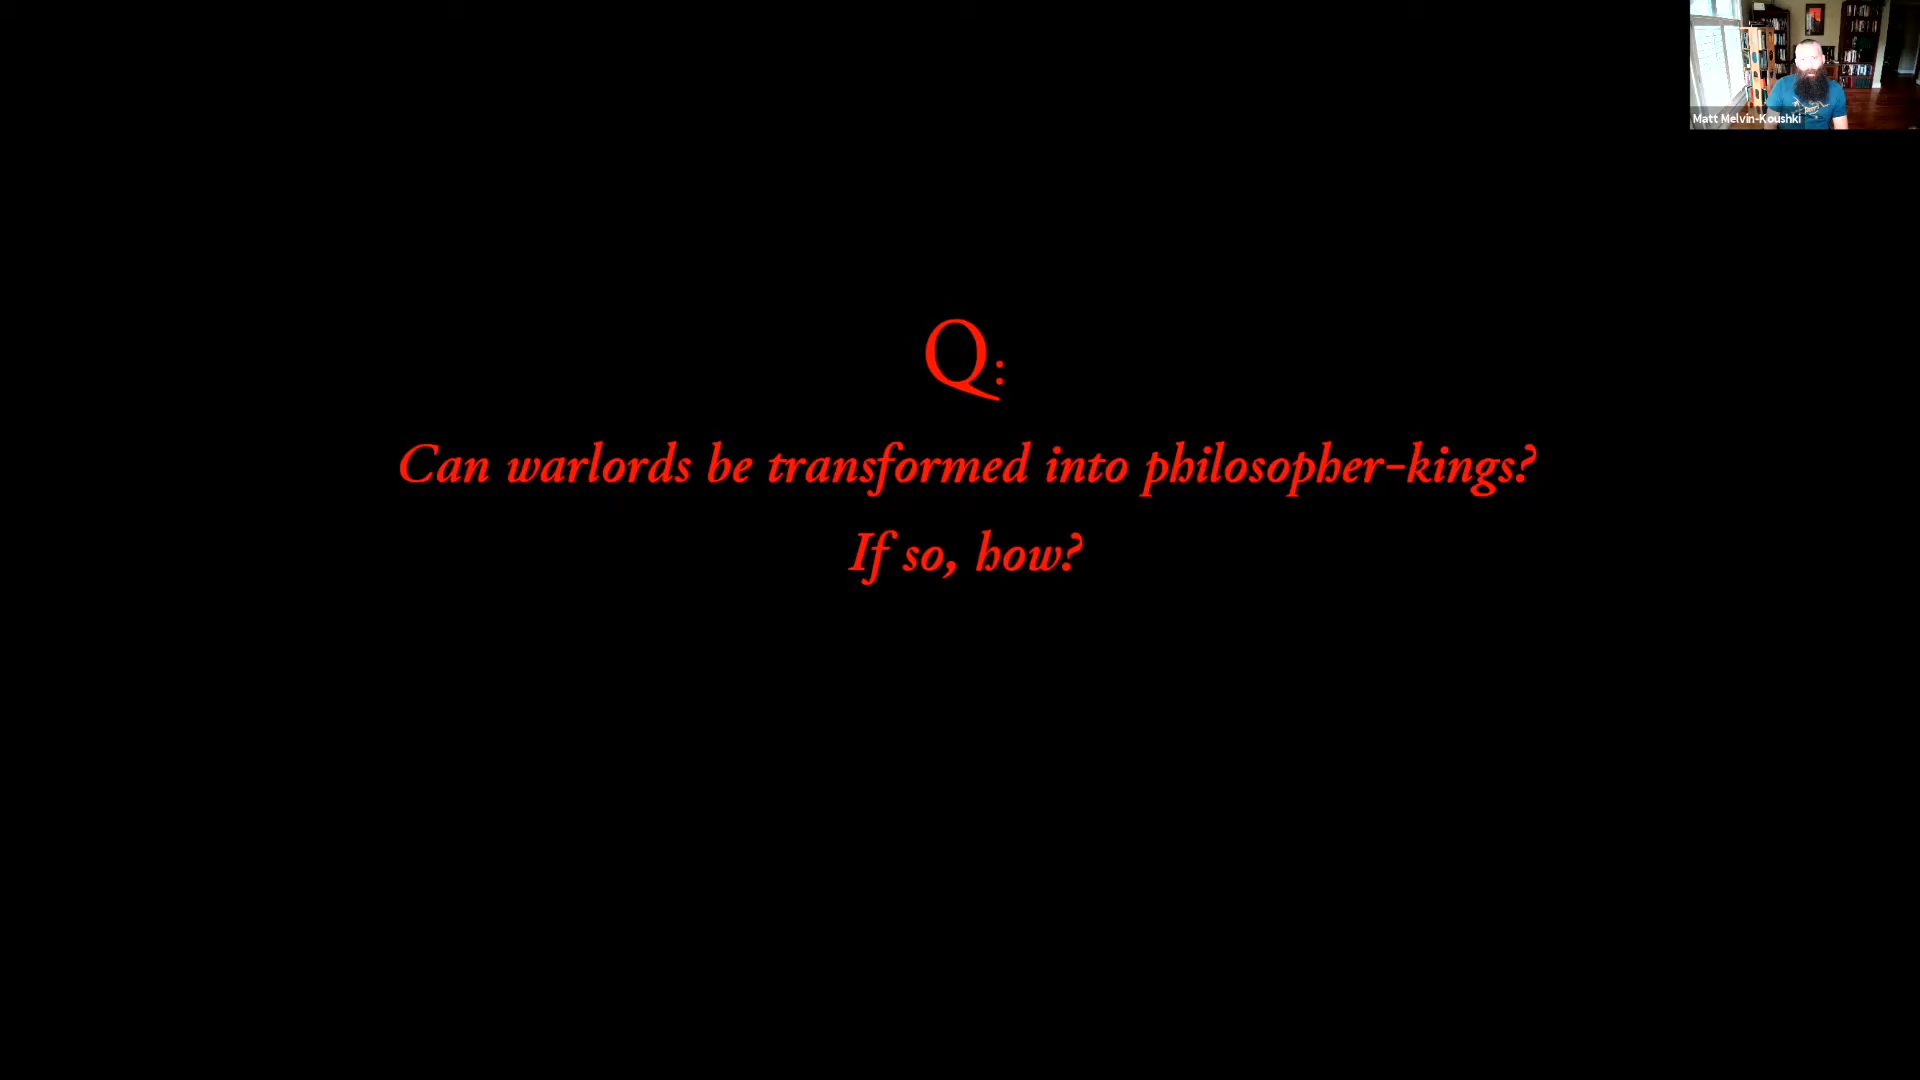 Matt Melvin-Koushki
Q:
Can warlords be transformed into philosopher-kings?
If so, how?